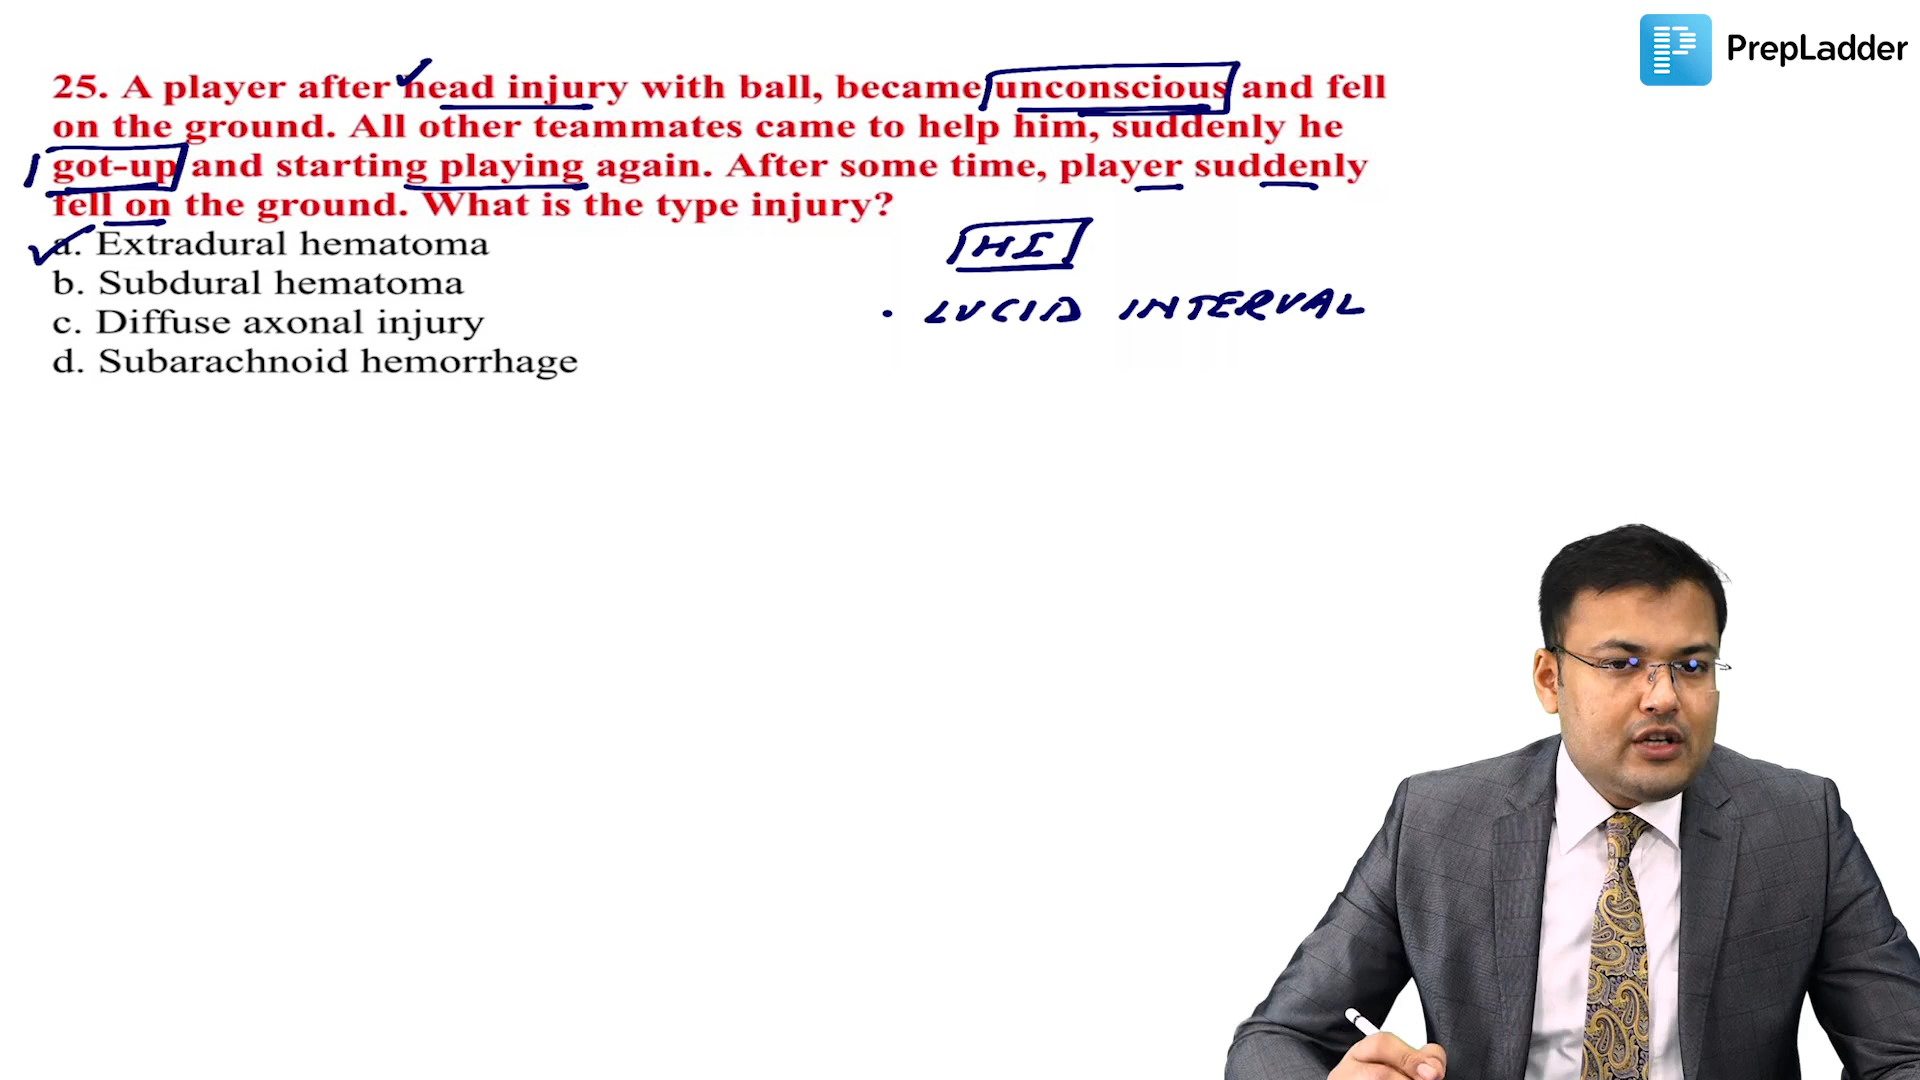 PrepLadder
25. A player after head injury with ball, became unconscious and fell
on the ground. All other teammates came to help him, suddenly he
got-up and starting playing again. After some time, player suddenly
fell on the ground. What is the type injury?
a. Extradural hematoma
b. Subdural hematoma
c. Diffuse axonal injury
d. Subarachnoid hemorrhage
HI
. LUCID INTERVAL